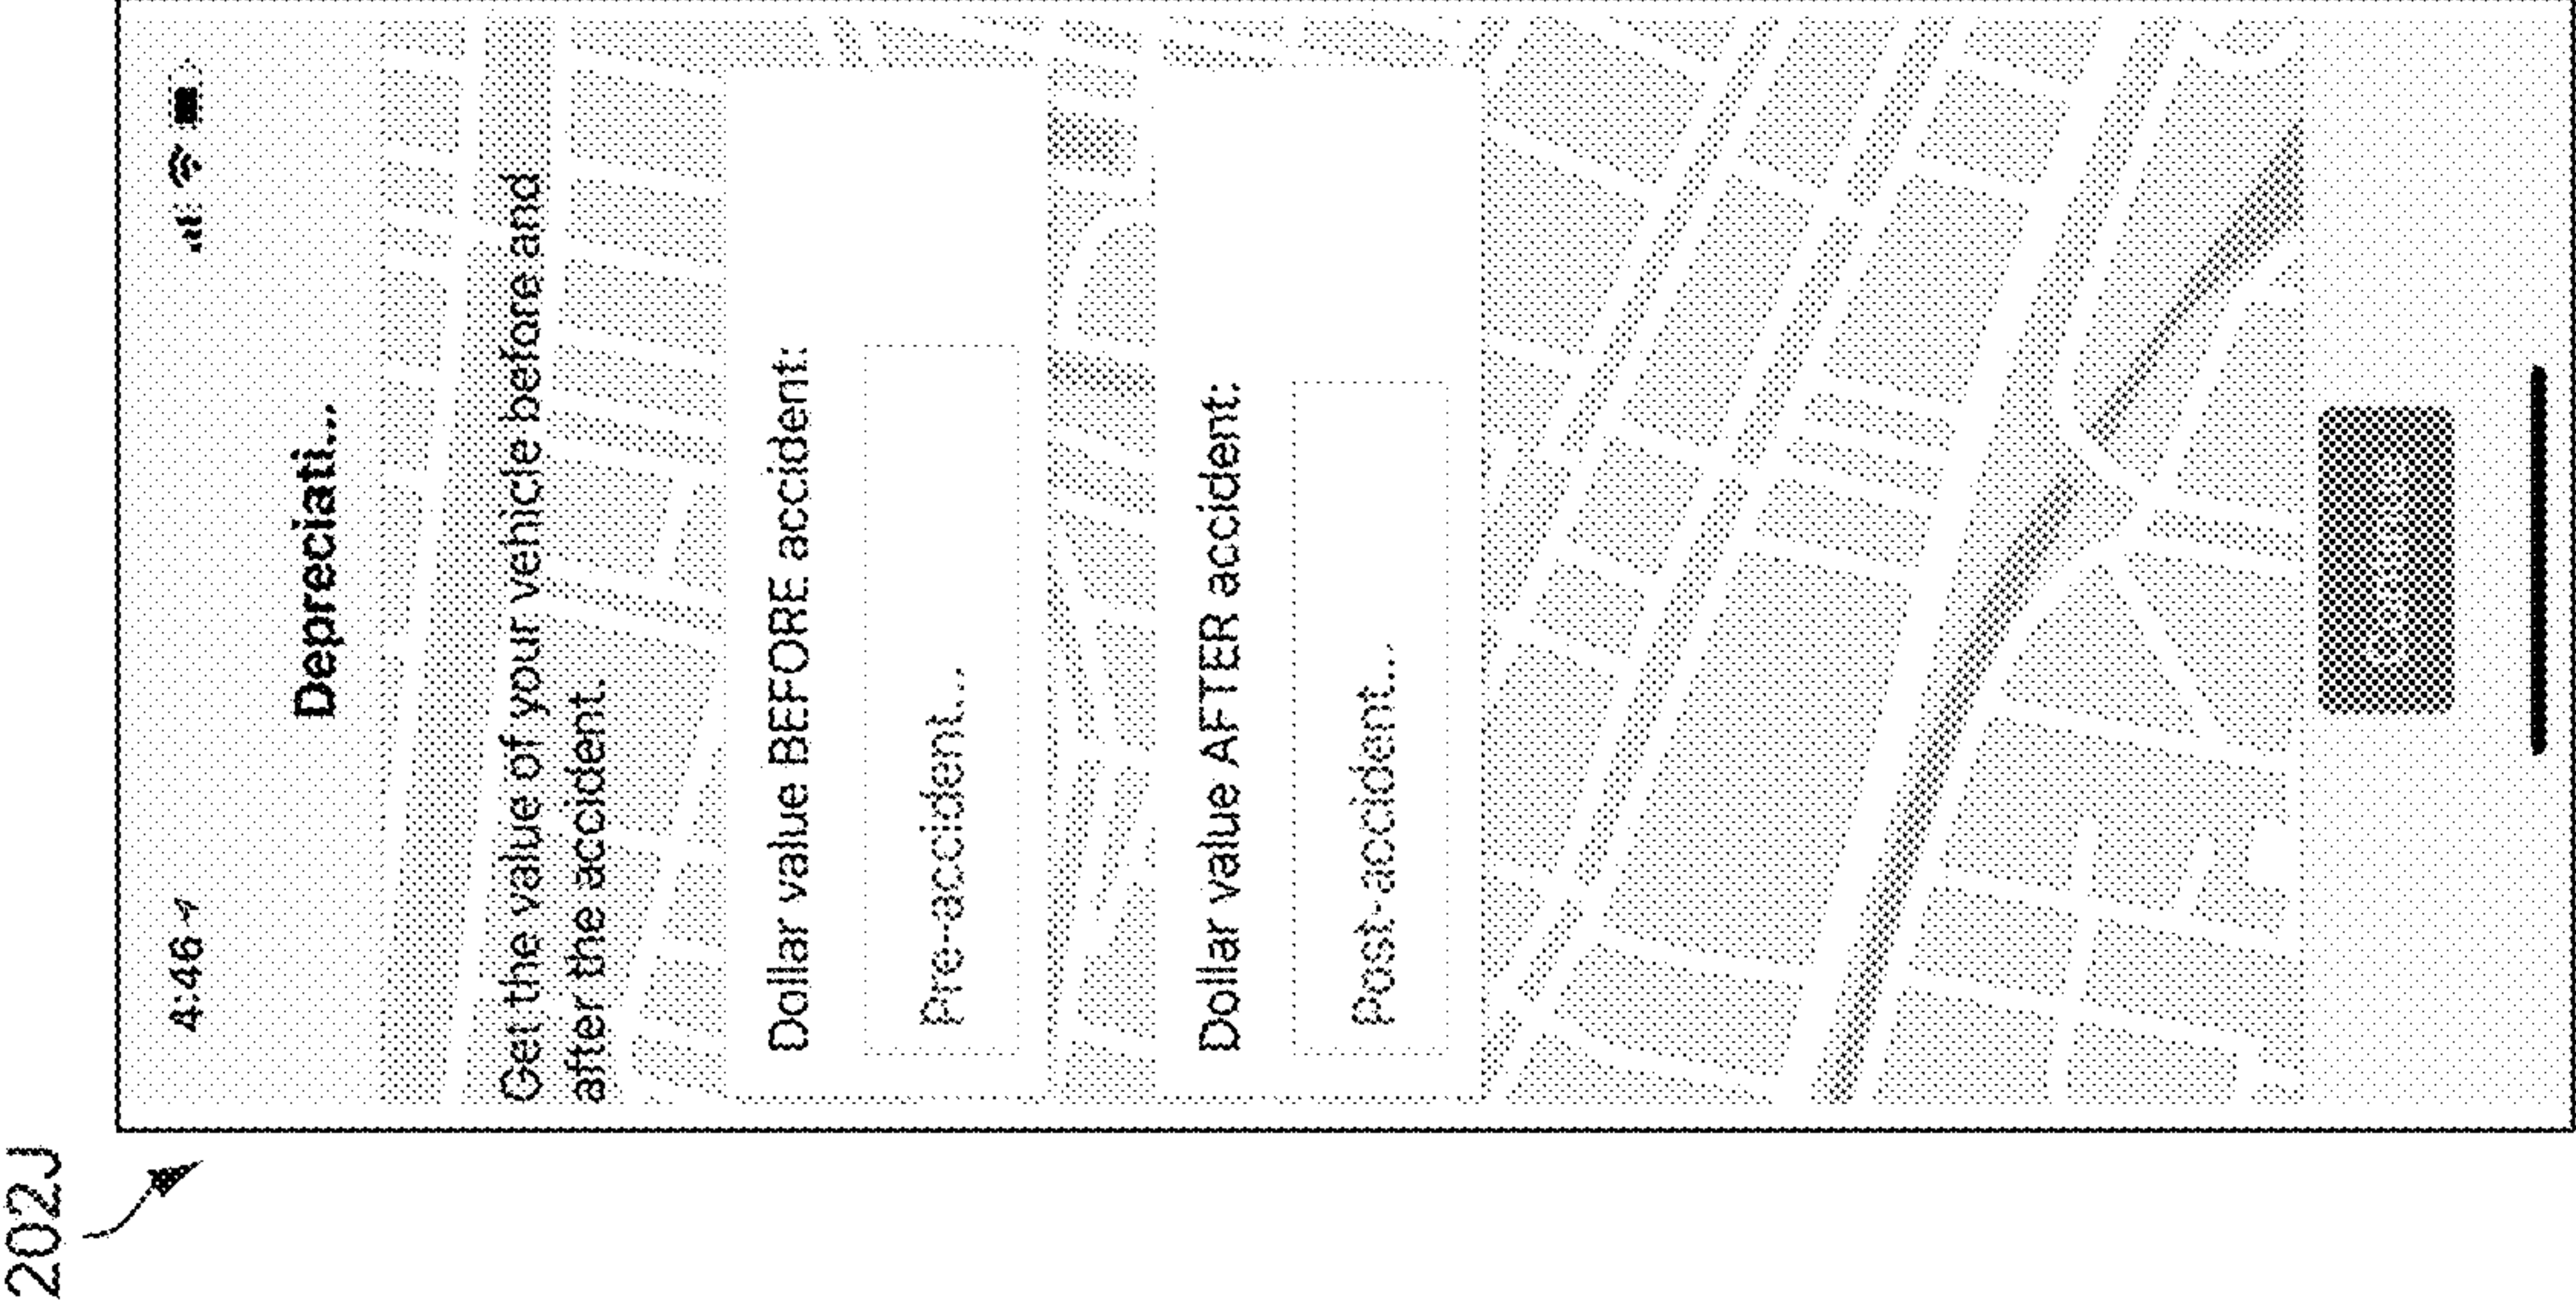 202J
4:46
Depreciati...
Get the value of your vehicle before and
after the accident.
Dollar value BEFORE accident:
Pre-accident...
Dollar value AFTER accident:
Post-accident...